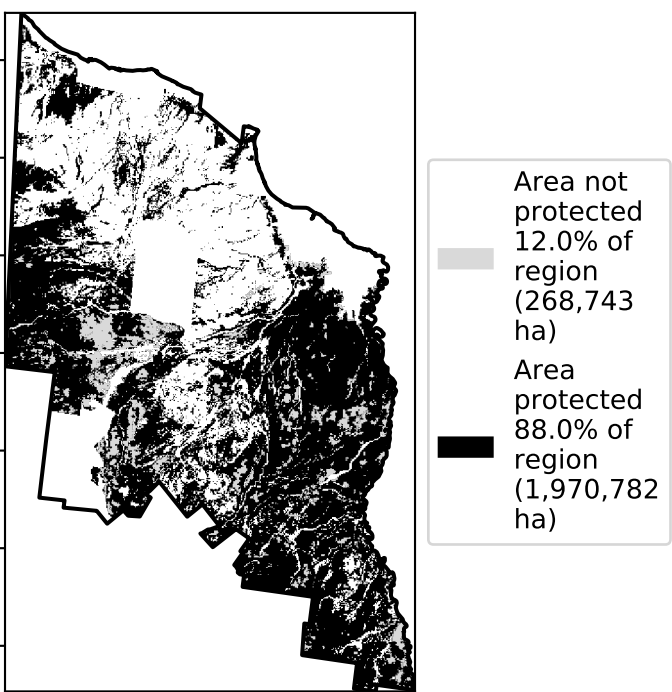 Area not
protected
12.0% of
region
(268,743
ha)
Area
protected
88.0% of
region
(1,970,782
ha)